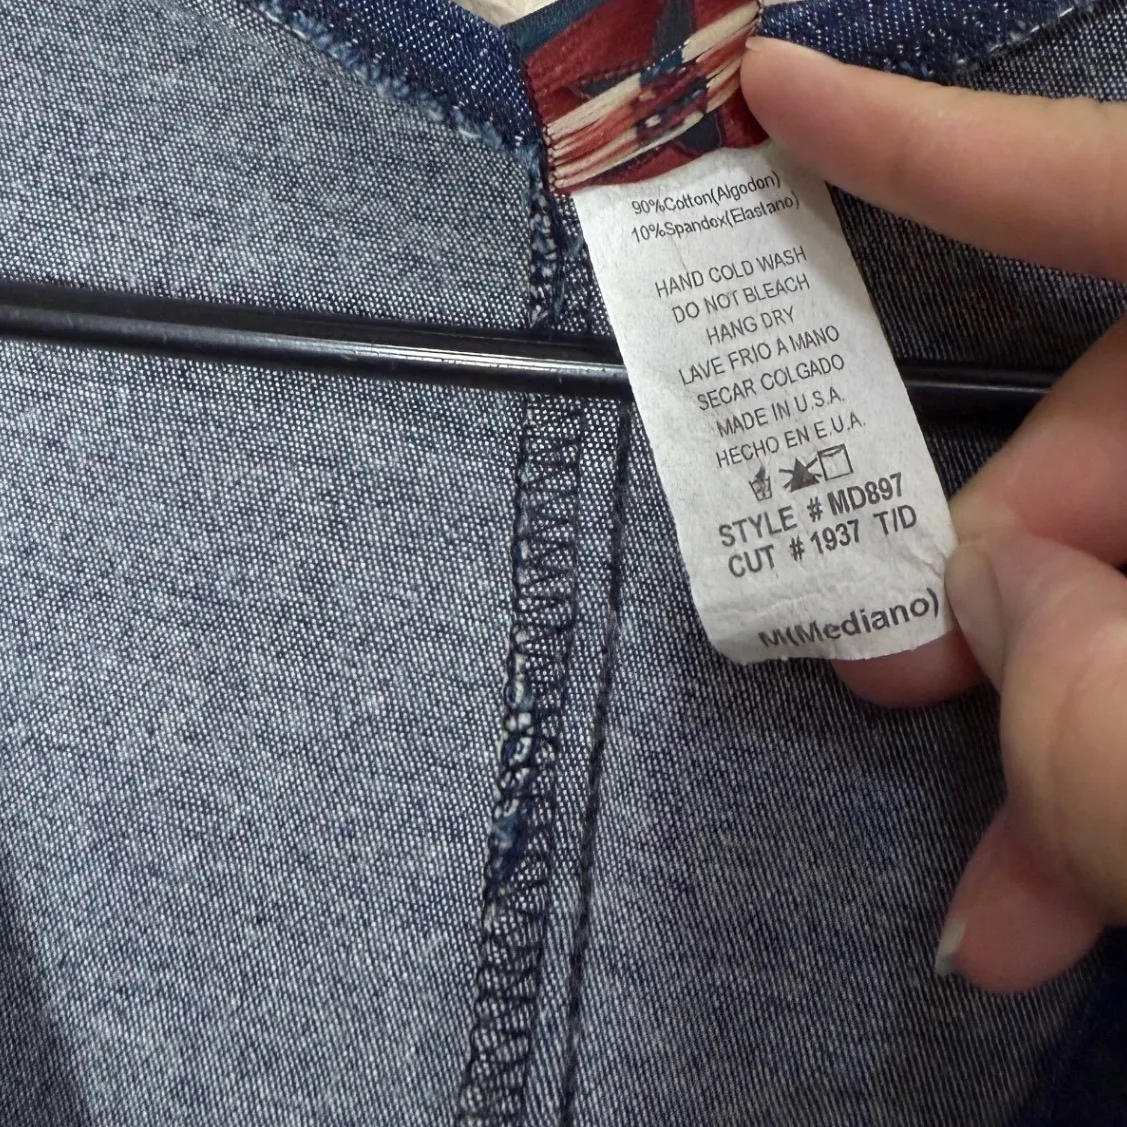 90%Cotton(Algodon)
10%Spandex(Elastano)
HAND COLD WASH
DO NOT BLEACH
HANG DRY
LAVE FRIO A MANO
SECAR COLGADO
MADE IN U.S.A.
HECHO EN E.U.A.
STYLE # MD897
CUT # 1937 T/D
M(Mediano)